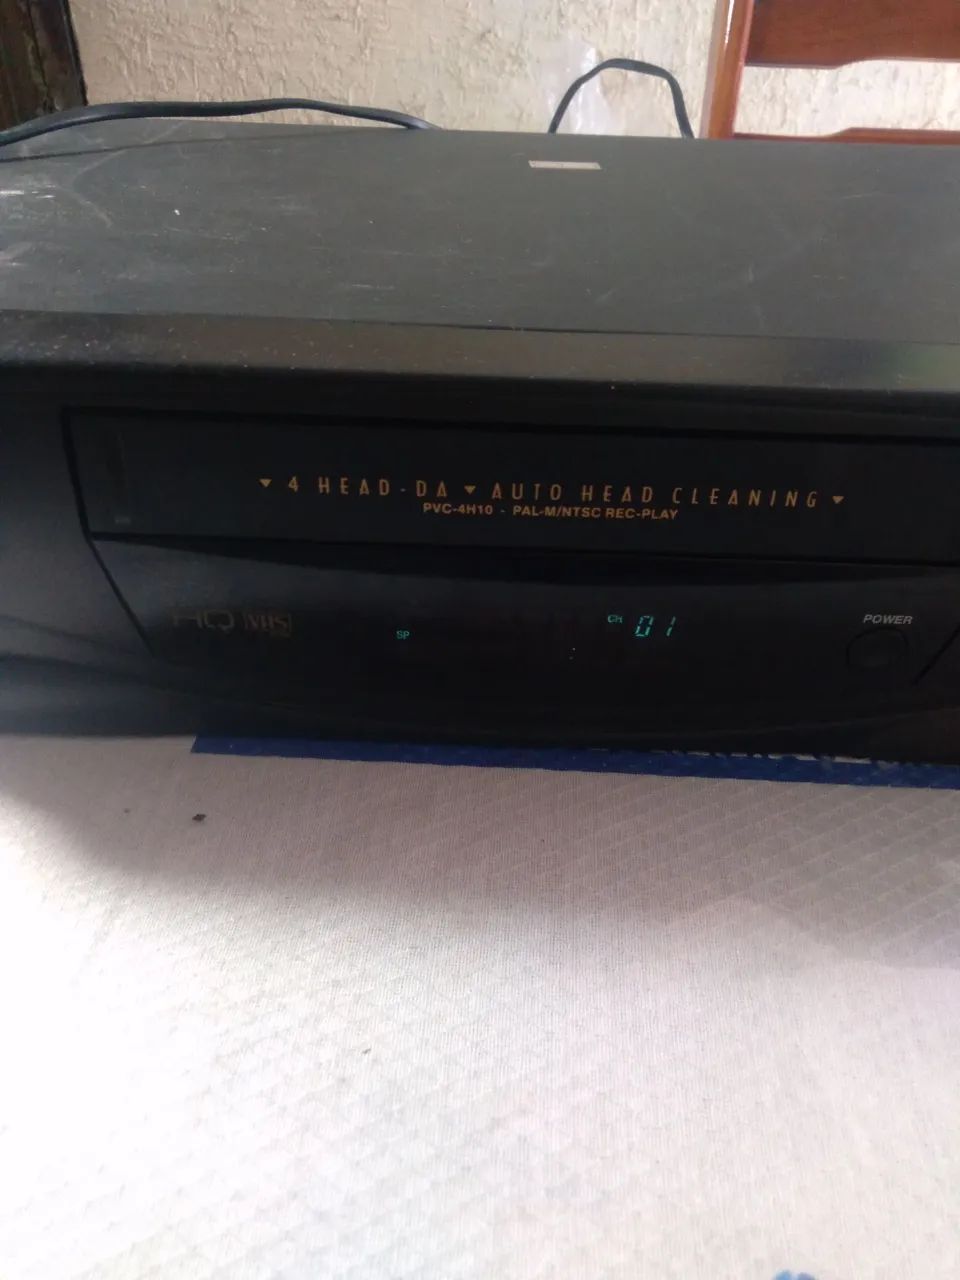 ▼ 4 HEAD-DA ▼ AUTO HEAD CLEANING ▼
PVC-4H10 - PAL-M/NTSC REC-PLAY
HQ VHS
SP
CH 01
POWER